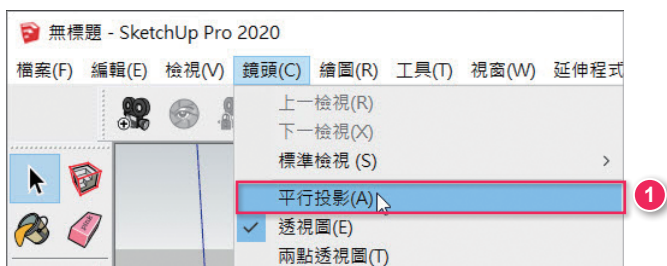 無標題 - SketchUp Pro 2020
檔案(F) 編輯(E) 檢視(V) 鏡頭(C) 繪圖(R) 工具(T) 視窗(W) 延伸程式
上一檢視(R)
下一檢視(X)
標準檢視 (S)
平行投影(A)
1
透視圖(E)
兩點透視圖(T)